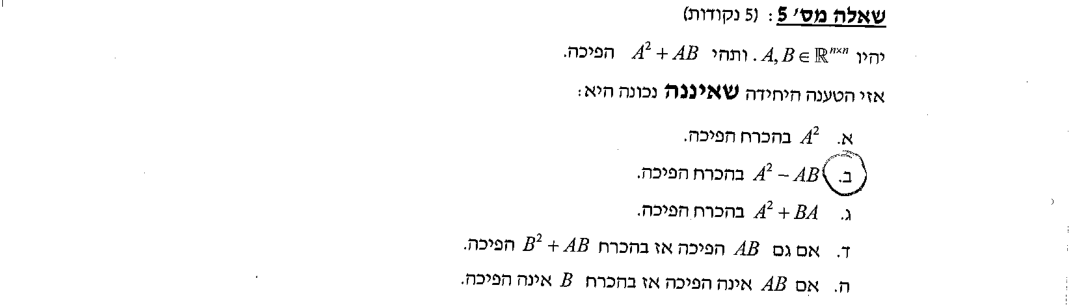 שאלה מס' 5: (5 נקודות)
יהיו A, B ∈ ℝⁿˣⁿ. ותהי A² + AB הפיכה.
אזי הטענה היחידה שאיננה נכונה היא:
א. A² בהכרח הפיכה.
ב. A² − AB בהכרח הפיכה.
ג. A² + BA בהכרח הפיכה.
ד. אם גם AB הפיכה אז בהכרח B² + AB הפיכה.
ה. אם AB אינה הפיכה אז בהכרח B אינה הפיכה.